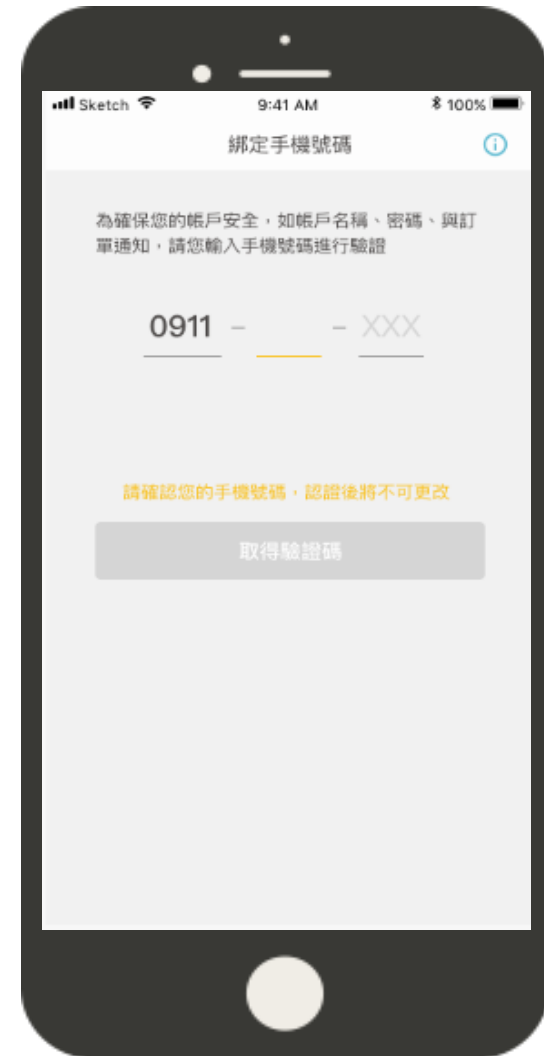 Sketch 9:41 AM 100%
綁定手機號碼
為確保您的帳戶安全，如帳戶名稱、密碼、與訂
單通知，請您輸入手機號碼進行驗證
0911 – – XXX
請確認您的手機號碼，認證後將不可更改
取得驗證碼